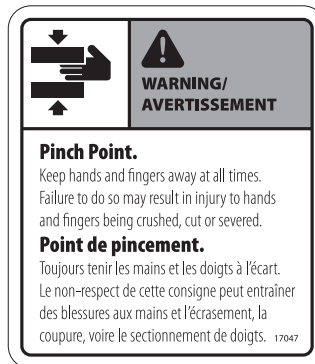 WARNING/
AVERTISSEMENT
Pinch Point.
Keep hands and fingers away at all times.
Failure to do so may result in injury to hands
and fingers being crushed, cut or severed.
Point de pincement.
Toujours tenir les mains et les doigts à l'écart.
Le non-respect de cette consigne peut entraîner
des blessures aux mains et l'écrasement, la
coupure, voire le sectionnement de doigts. 17047